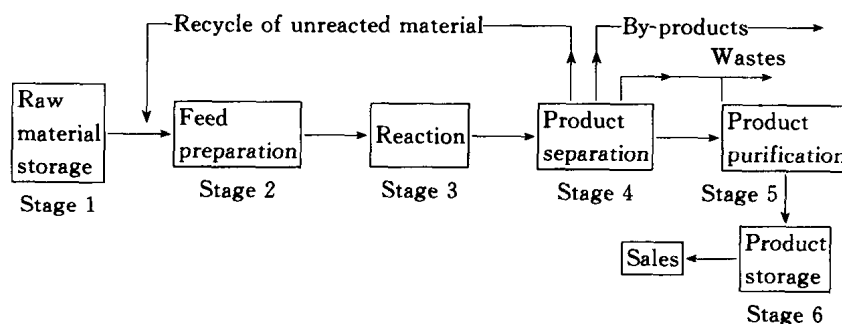 Recycle of unreacted material
By-products
Wastes
Raw
material
storage
Stage 1
Feed
preparation
Stage 2
Reaction
Stage 3
Product
separation
Stage 4
Product
purification
Stage 5
Sales
Product
storage
Stage 6